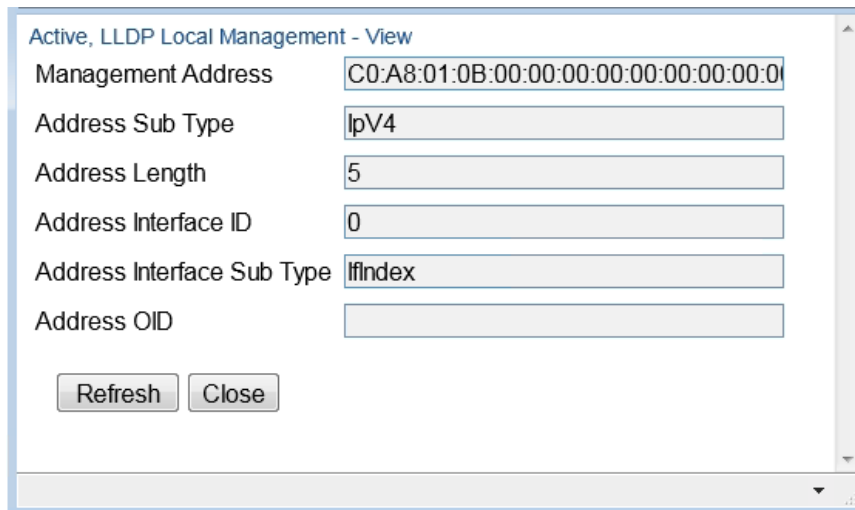 Active, LLDP Local Management - View
Management Address C0:A8:01:0B:00:00:00:00:00:00:00:0
Address Sub Type IpV4
Address Length 5
Address Interface ID 0
Address Interface Sub Type IfIndex
Address OID
Refresh Close